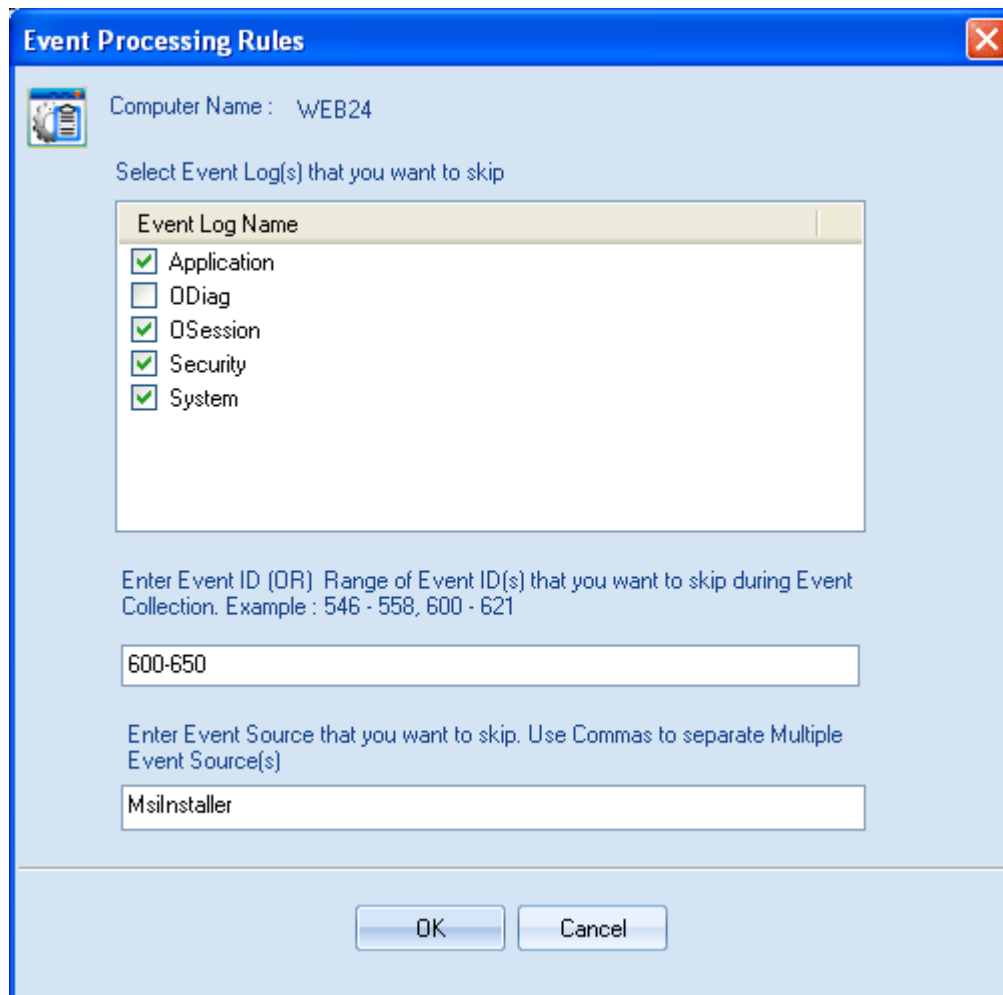 Event Processing Rules
Computer Name : WEB24
Select Event Log(s) that you want to skip
Event Log Name
Application
ODiag
OSession
Security
System
Enter Event ID (OR) Range of Event ID(s) that you want to skip during Event
Collection. Example : 546 - 558, 600 - 621
600-650
Enter Event Source that you want to skip. Use Commas to separate Multiple
Event Source(s)
MsiInstaller
OK Cancel